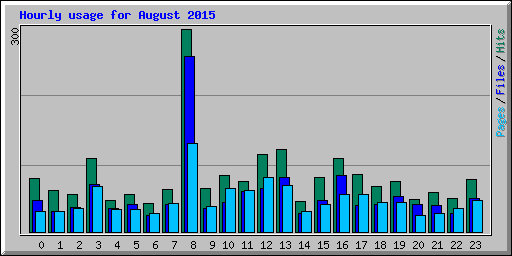 Hourly usage for August 2015
300
Pages / Files / Hits
0 1 2 3 4 5 6 7 8 9 10 11 12 13 14 15 16 17 18 19 20 21 22 23